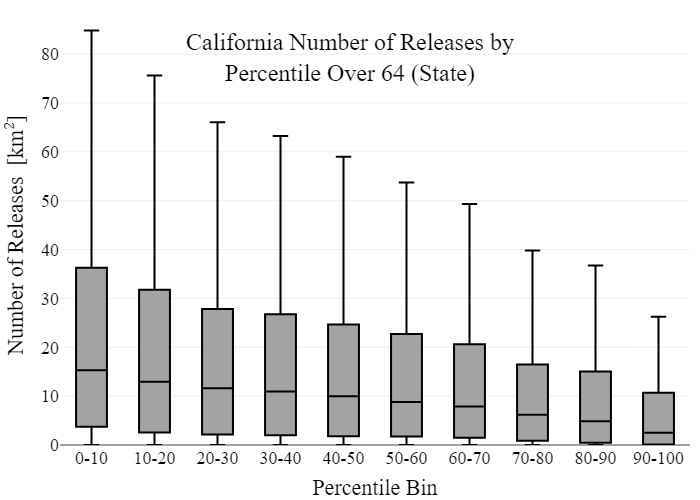 California Number of Releases by
Percentile Over 64 (State)
Number of Releases [km²]
80
70
60
50
40
30
20
10
0
0-10 10-20 20-30 30-40 40-50 50-60 60-70 70-80 80-90 90-100
Percentile Bin